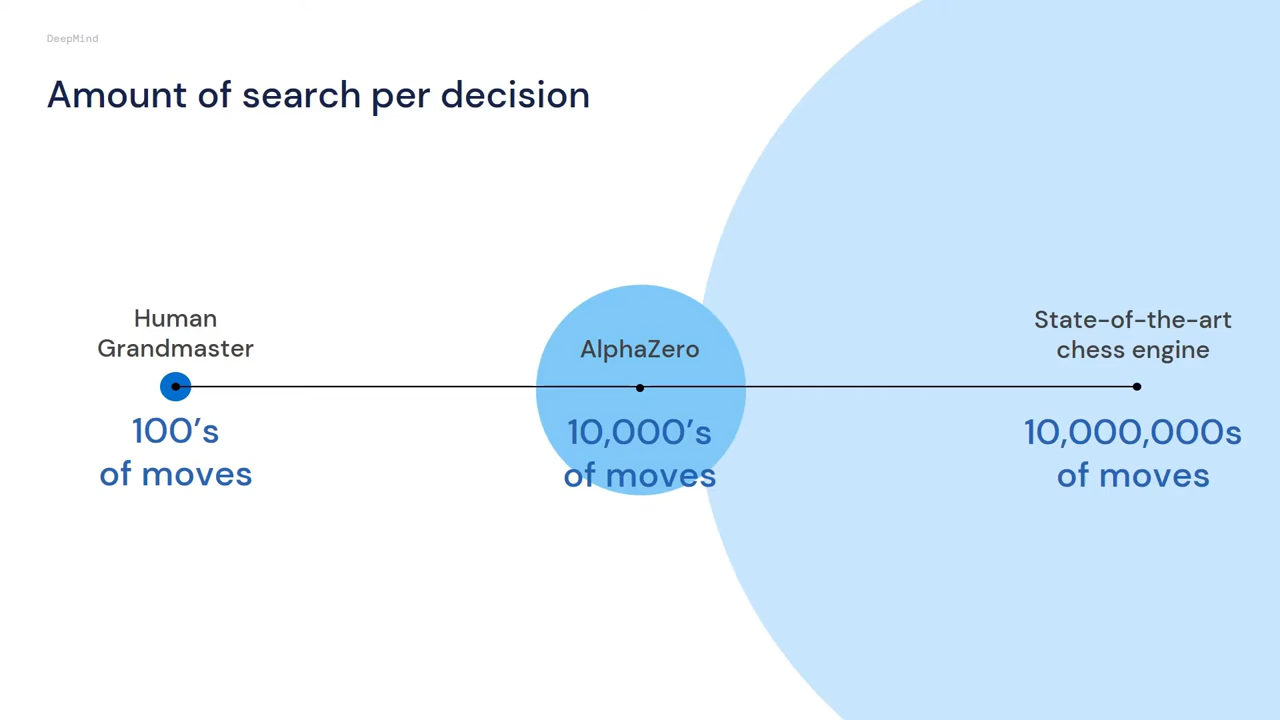 DeepMind
Amount of search per decision
Human
Grandmaster
100’s
of moves
AlphaZero
10,000’s
of moves
State-of-the-art
chess engine
10,000,000s
of moves